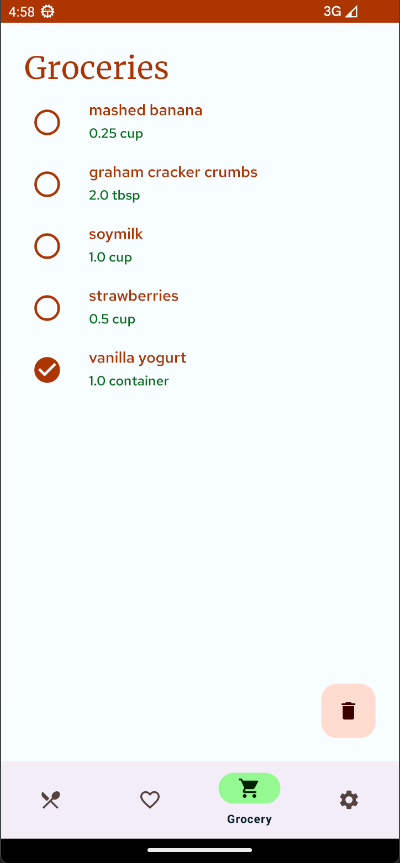 4:58
3G
Groceries
mashed banana
0.25 cup
graham cracker crumbs
2.0 tbsp
soymilk
1.0 cup
strawberries
0.5 cup
vanilla yogurt
1.0 container
Grocery